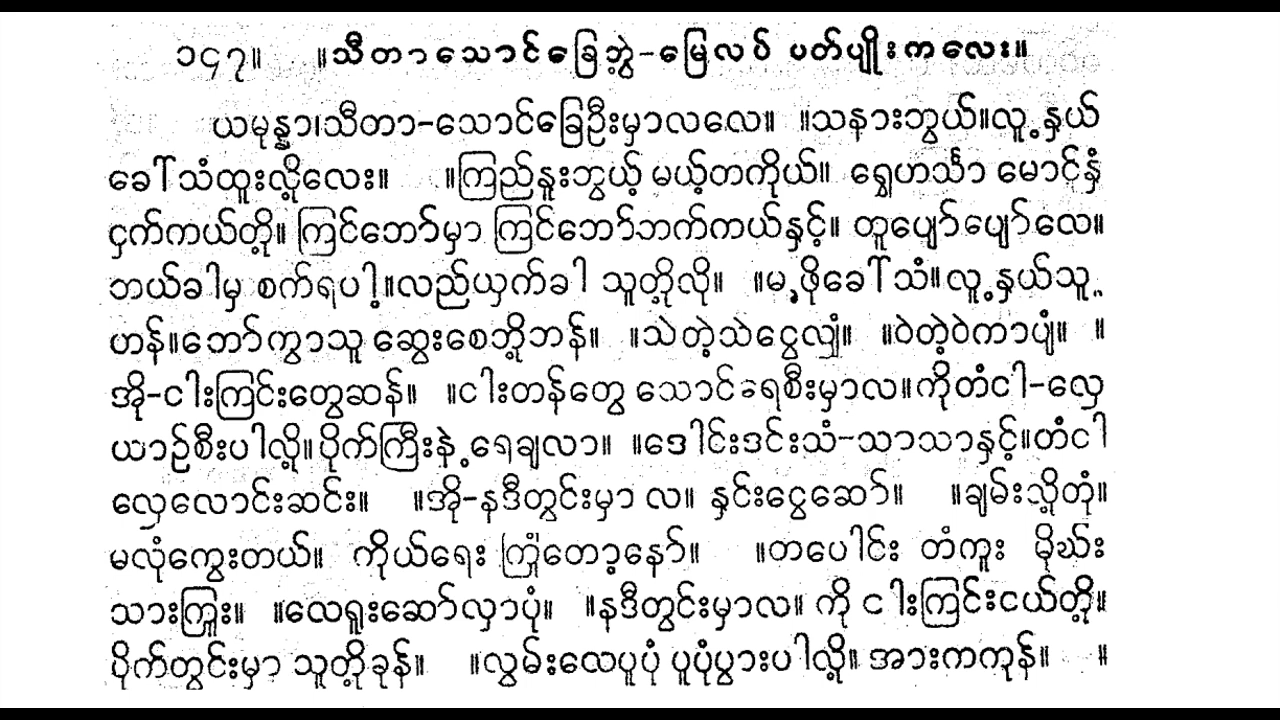 ၁၄၇။ ။သီတာသောင်ခြေဘွဲ့-မြေလပ် ပတ်ပျိုးကလေး။
ယမုန္နာ၊သီတာ-သောင်ခြေဦးမှာလလေ။ ။သနားဘွယ်။လူ့နှယ်
ခေါ်သံထူးလို့လေး။ ။ကြည်နူးဘွယ့် မယ့်တကိုယ်။ ရွှေဟင်္သာ မောင်နှံ
ငှက်ကယ်တို့။ ကြင်ဘော်မှာ ကြင်ဘော်ဘက်ကယ်နှင့်။ တူပျော်ပျော်လေ။
ဘယ်ခါမှ စက်ရပါ့။လည်ယှက်ခါ သူတို့လို။ ။မ့ဖိုခေါ်သံ။လူ့နှယ်သူ့
ဟန်။ဘော်ကွာသူ ဆွေးစေဘို့ဘန်။ ။သဲတဲ့သဲငွေလျှံ။ ။ဝဲတဲ့ဝဲကာပျံ။ ။
အို-ငါးကြင်းတွေဆန်။ ။ငါးတန်တွေ သောင်ခရေစီးမှာလ။ကိုတံငါ-လှေ
ယာဉ်စီးပါလို့။ပိုက်ကြီးနဲ့ရေချလာ။ ။ဒေါင်းဒင်းသံ-သာသာနှင့်။တံငါ
လှေလောင်းဆင်း။ ။အို-နဒီတွင်းမှာ လ။ နှင်းငွေဆော်။ ။ချမ်းသို့တုံ။
မလုံကွေးတယ်။ ကိုယ်ရေး ကြုံတော့နော်။ ။တပေါင်း တံကူး မိုဃ်း
သားကြူး။ ။လေရူးဆော်လှာပုံ။ ။နဒီတွင်းမှာလ။ ကို ငါးကြင်းငယ်တို့။
ပိုက်တွင်းမှာ သူတို့ခုန်။ ။လွမ်းထေပူပုံ ပူပုံပွားပါလို့။ အားကကုန်။ ။